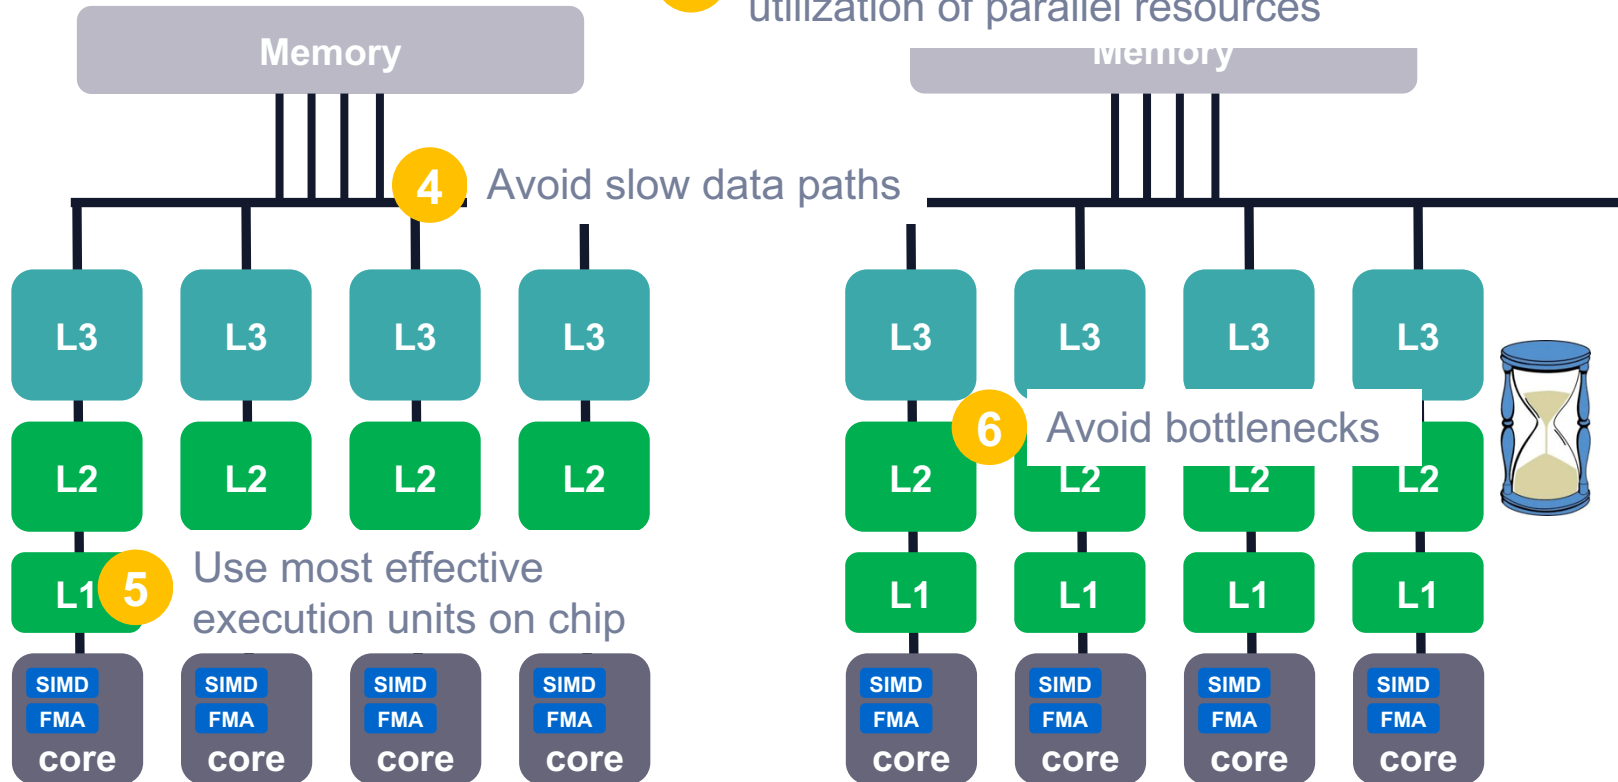 utilization of parallel resources
Memory
Memory
4 Avoid slow data paths
L3 L3 L3 L3 L3 L3 L3 L3
6 Avoid bottlenecks
L2 L2 L2 L2 L2 L2 L2 L2
5 Use most effective
execution units on chip
L1 L1 L1 L1 L1
SIMD SIMD SIMD SIMD SIMD SIMD SIMD SIMD
FMA FMA FMA FMA FMA FMA FMA FMA
core core core core core core core core